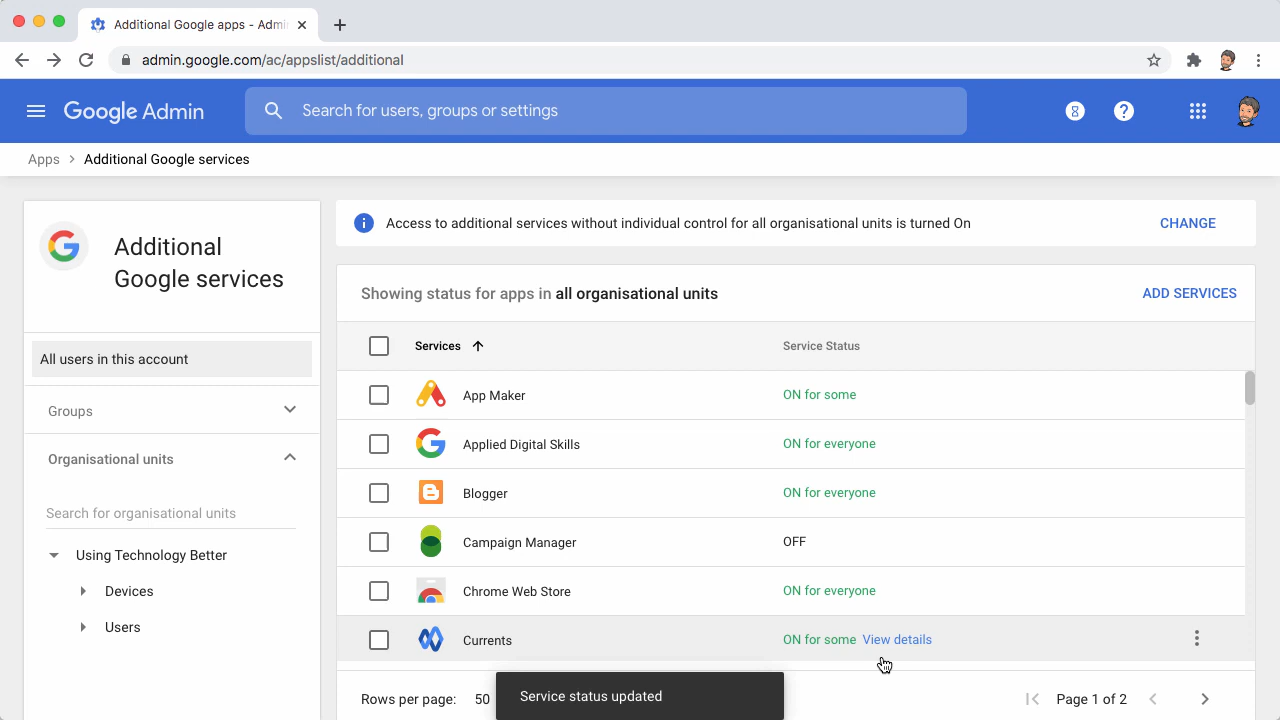 Additional Google apps - Admi
admin.google.com/ac/appslist/additional
Google Admin
Search for users, groups or settings
Apps > Additional Google services
Additional
Google services
All users in this account
Groups
Organisational units
Search for organisational units
Using Technology Better
Devices
Users
Access to additional services without individual control for all organisational units is turned On
CHANGE
Showing status for apps in all organisational units
ADD SERVICES
Services
Service Status
App Maker
ON for some
Applied Digital Skills
ON for everyone
Blogger
ON for everyone
Campaign Manager
OFF
Chrome Web Store
ON for everyone
Currents
ON for some View details
Rows per page: 50
Service status updated
Page 1 of 2